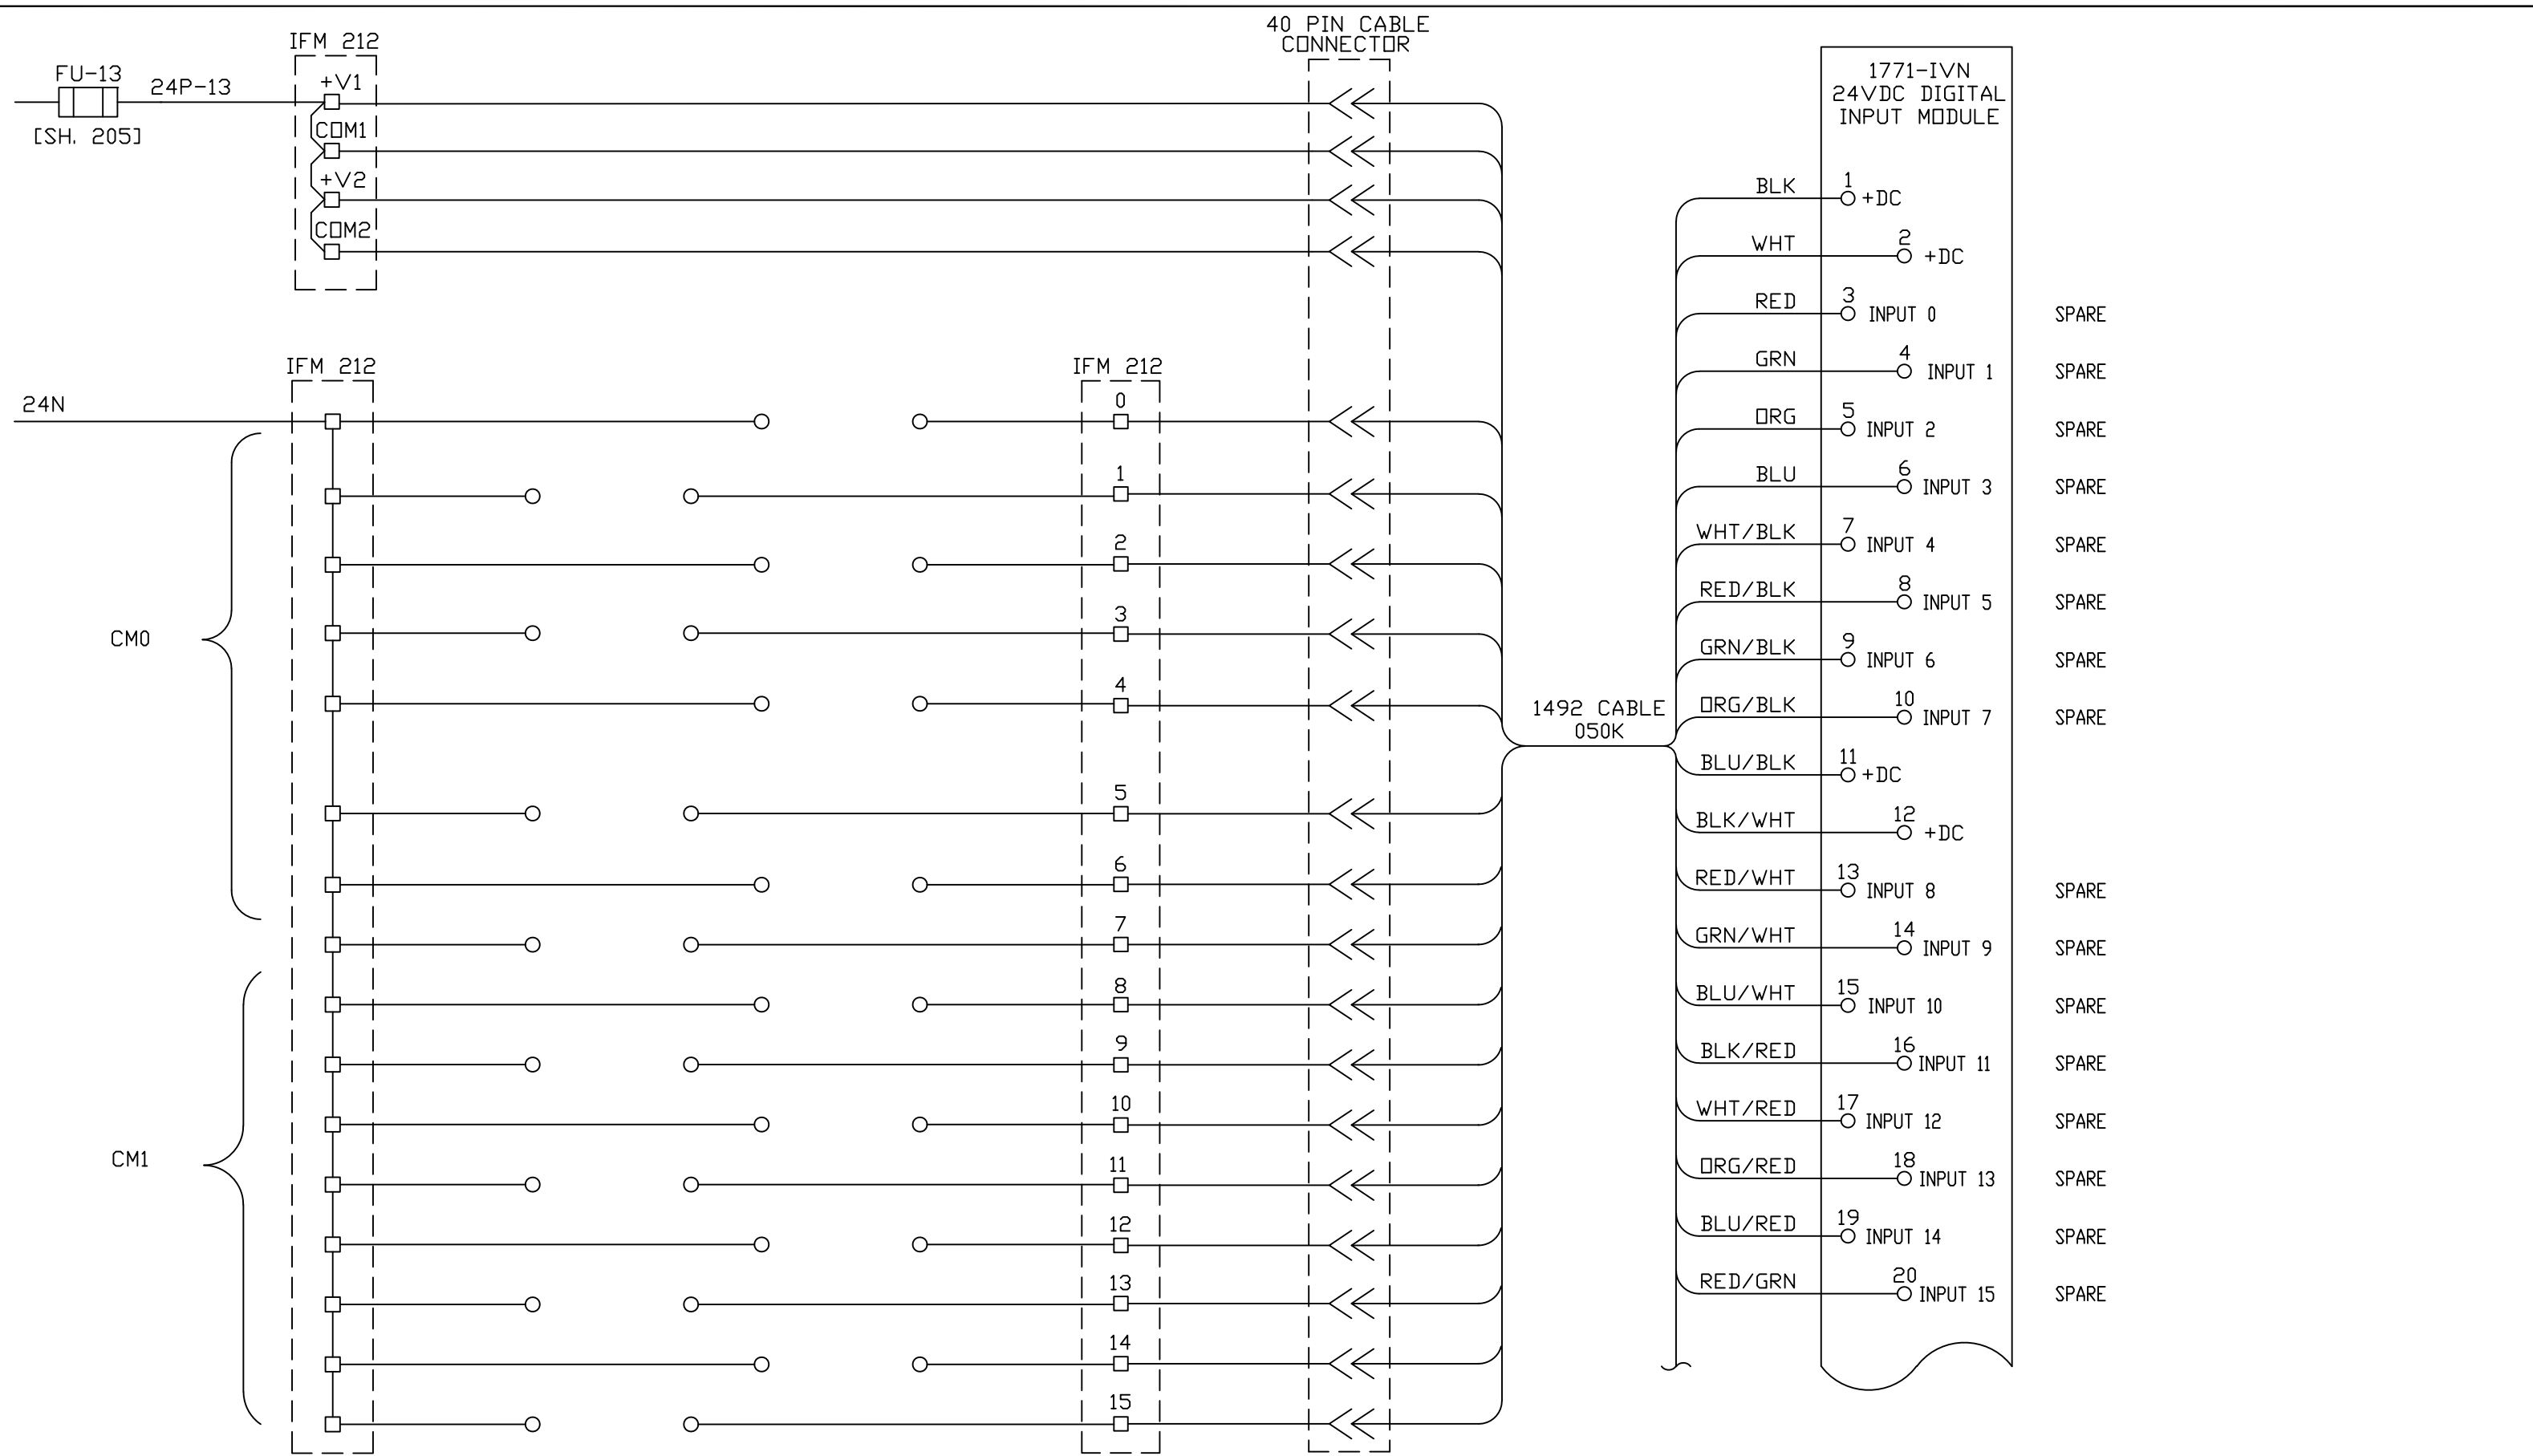 40 PIN CABLE
CONNECTOR
IFM 212
FU-13
24P-13
[SH. 205]
+V1
COM1
+V2
COM2
1771-IVN
24VDC DIGITAL
INPUT MODULE
BLK 1 +DC
WHT 2 +DC
RED 3 INPUT 0 SPARE
GRN 4 INPUT 1 SPARE
ORG 5 INPUT 2 SPARE
BLU 6 INPUT 3 SPARE
WHT/BLK 7 INPUT 4 SPARE
RED/BLK 8 INPUT 5 SPARE
GRN/BLK 9 INPUT 6 SPARE
ORG/BLK 10 INPUT 7 SPARE
BLU/BLK 11 +DC
BLK/WHT 12 +DC
RED/WHT 13 INPUT 8 SPARE
GRN/WHT 14 INPUT 9 SPARE
BLU/WHT 15 INPUT 10 SPARE
BLK/RED 16 INPUT 11 SPARE
WHT/RED 17 INPUT 12 SPARE
ORG/RED 18 INPUT 13 SPARE
BLU/RED 19 INPUT 14 SPARE
RED/GRN 20 INPUT 15 SPARE
IFM 212
IFM 212
24N
CM0
CM1
0
1
2
3
4
5
6
7
8
9
10
11
12
13
14
15
1492 CABLE
050K